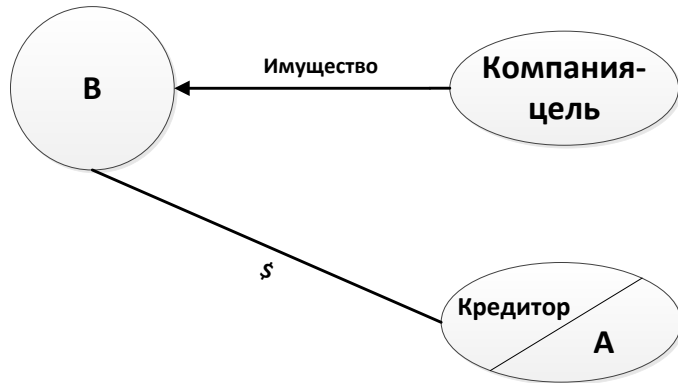 В
Имущество
Компания-
цель
$
Кредитор
А